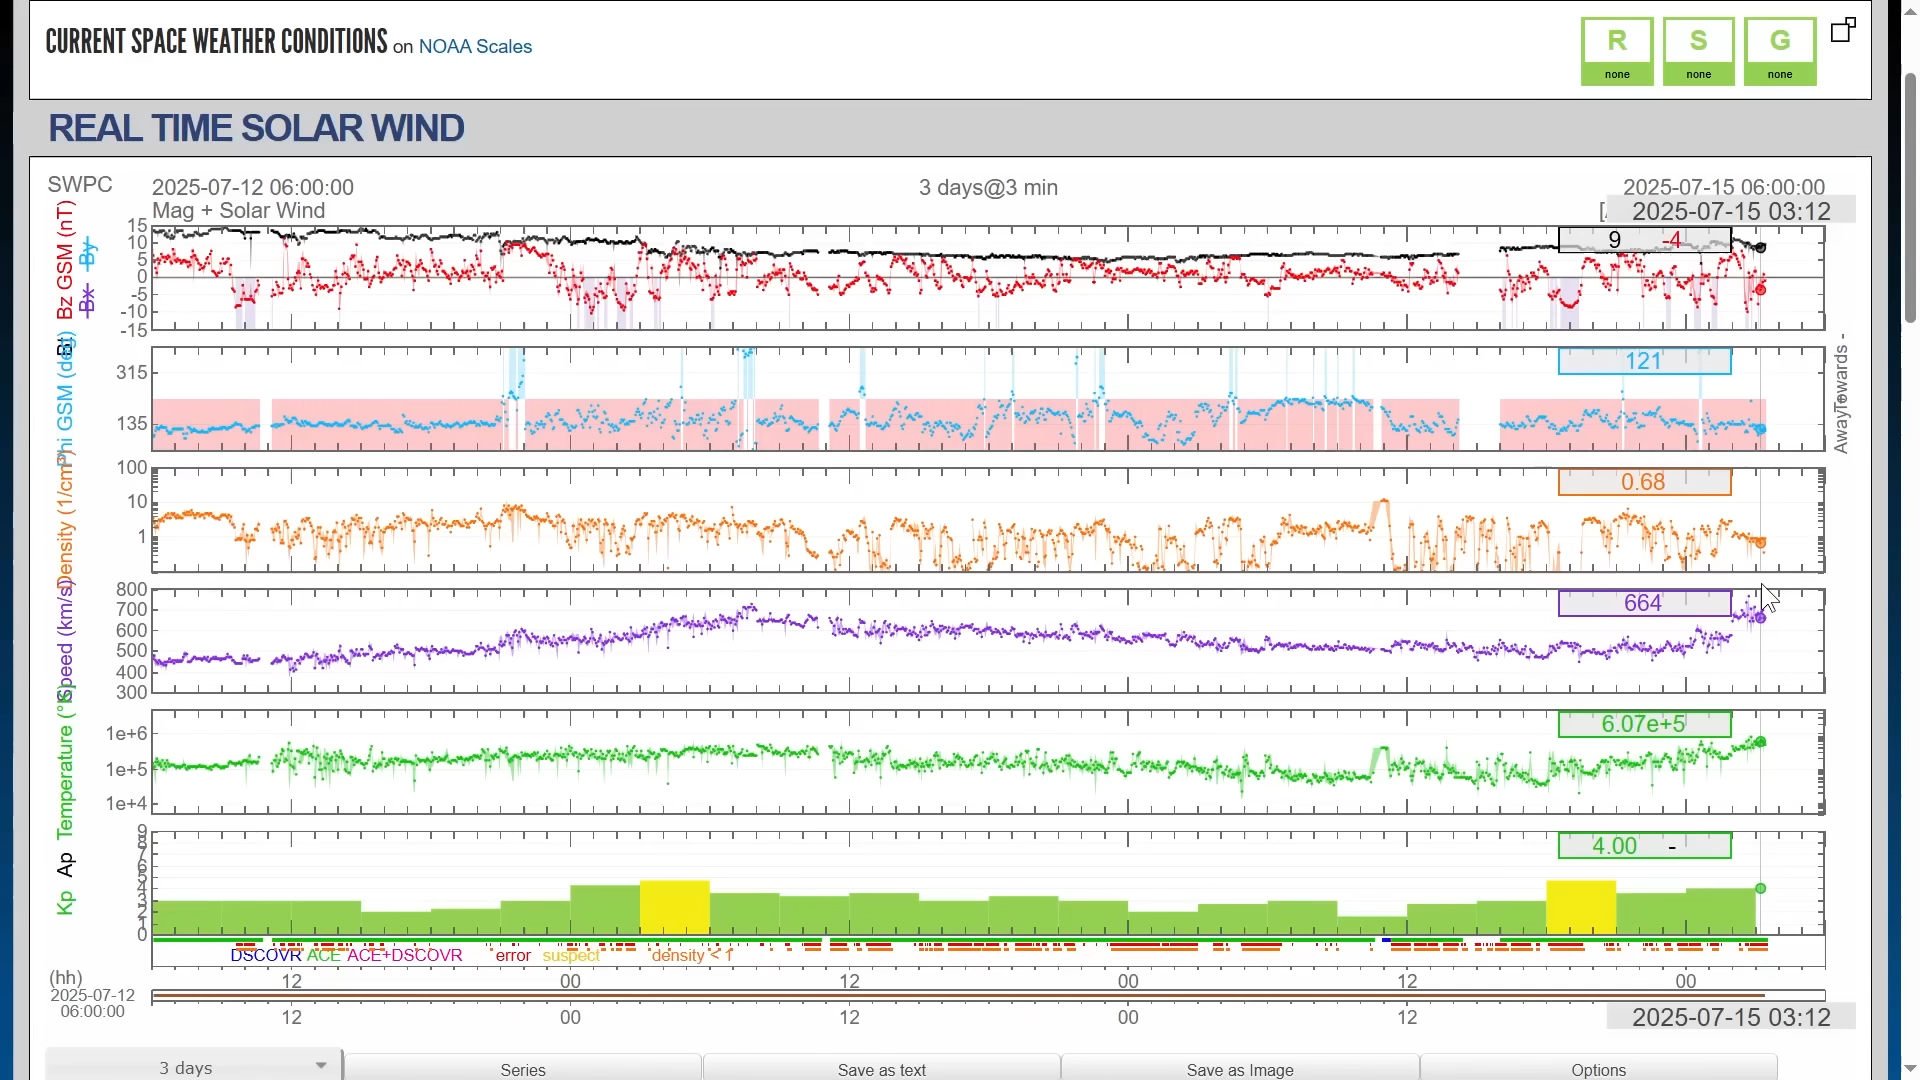 CURRENT SPACE WEATHER CONDITIONS on NOAA Scales
R S G
none none none
REAL TIME SOLAR WIND
SWPC 2025-07-12 06:00:00 3 days@3 min 2025-07-15 06:00:00
Mag + Solar Wind 2025-07-15 03:12
Bz GSM (nT)
Bx By
15
10
5
0
-5
-10
-15
9 -4
Bt
Phi GSM (deg)
315
135
121
Towards -
Away
Density (1/cm³)
100
10
1
0.68
Speed (km/s)
800
700
600
500
400
300
664
Temperature (°K)
1e+6
1e+5
1e+4
6.07e+5
Kp Ap
9
8
7
6
5
4
3
2
1
0
4.00 -
DSCOVR ACE ACE+DSCOVR error suspect density < 1
(hh) 12 00 12 00 12 00
2025-07-12
06:00:00
12 00 12 00 12 2025-07-15 03:12
3 days Series Save as text Save as Image Options